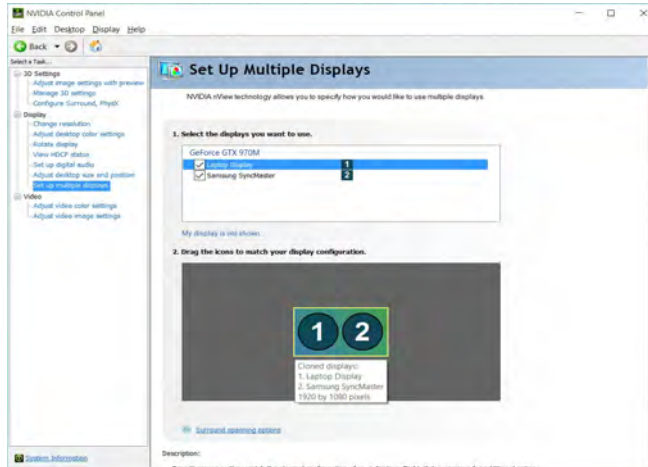 NVIDIA Control Panel
File Edit Desktop Display Help
Back
Select a Task...
3D Settings
Adjust image settings with preview
Manage 3D settings
Configure Surround, PhysX
Display
Change resolution
Adjust desktop color settings
Rotate display
View HDCP status
Set up digital audio
Adjust desktop size and position
Set up multiple displays
Video
Adjust video color settings
Adjust video image settings
System Information
Set Up Multiple Displays
NVIDIA nView technology allows you to specify how you would like to use multiple displays.
1. Select the displays you want to use.
GeForce GTX 970M
Laptop Display 1
Samsung SyncMaster 2
My display is not shown
2. Drag the icons to match your display configuration.
1 2
Cloned displays:
1. Laptop Display
2. Samsung SyncMaster
1920 by 1080 pixels
Surround spanning options
Description: